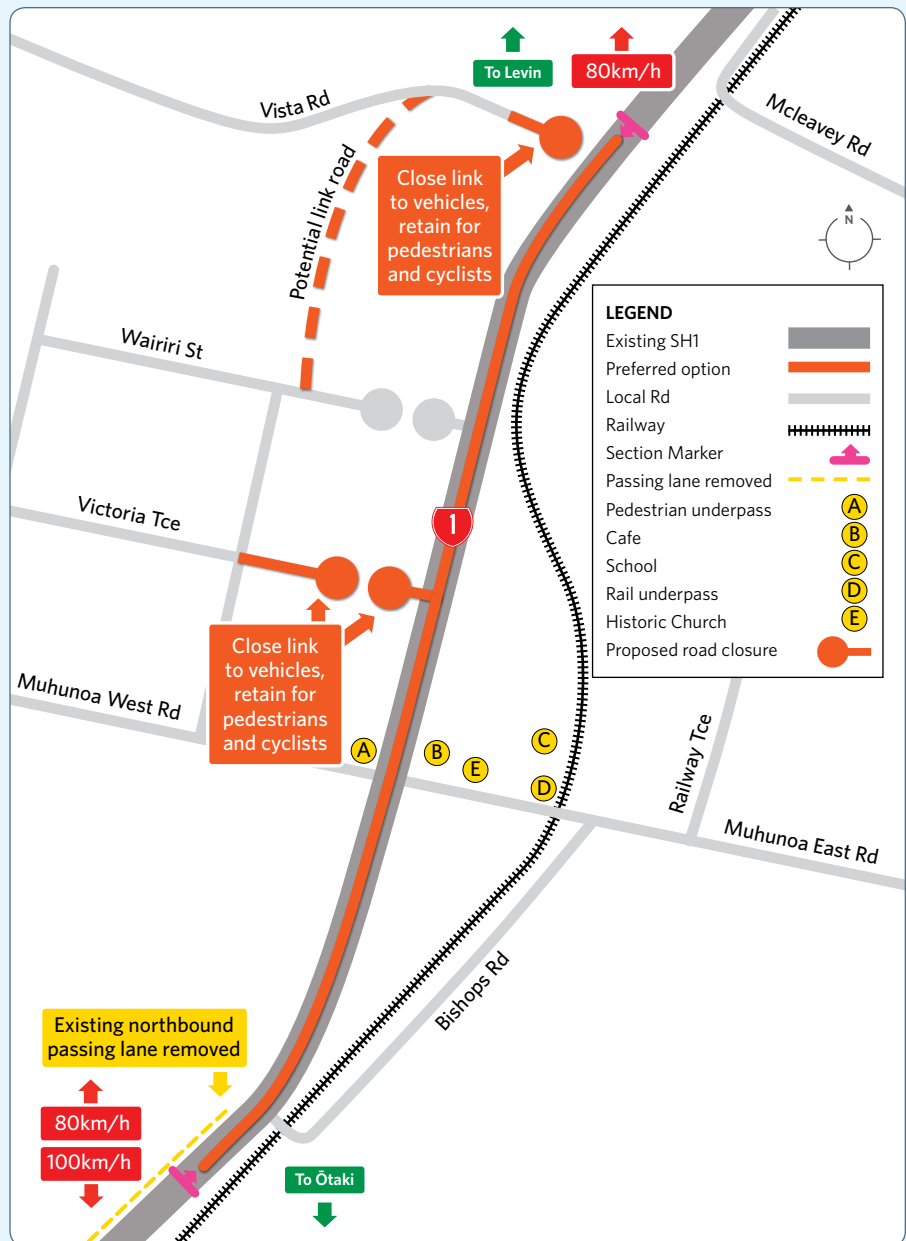 To Levin
80km/h
Vista Rd
Mcleavey Rd
Close link
to vehicles,
retain for
pedestrians
and cyclists
Potential link road
N
LEGEND
Existing SH1
Preferred option
Local Rd
Railway
Section Marker
Passing lane removed
Pedestrian underpass A
Cafe B
School C
Rail underpass D
Historic Church E
Proposed road closure
Wairiri St
Victoria Tce
1
Close link
to vehicles,
retain for
pedestrians
and cyclists
Muhunoa West Rd
A
B
E
C
D
Railway Tce
Muhunoa East Rd
Bishops Rd
Existing northbound
passing lane removed
80km/h
100km/h
To Ōtaki